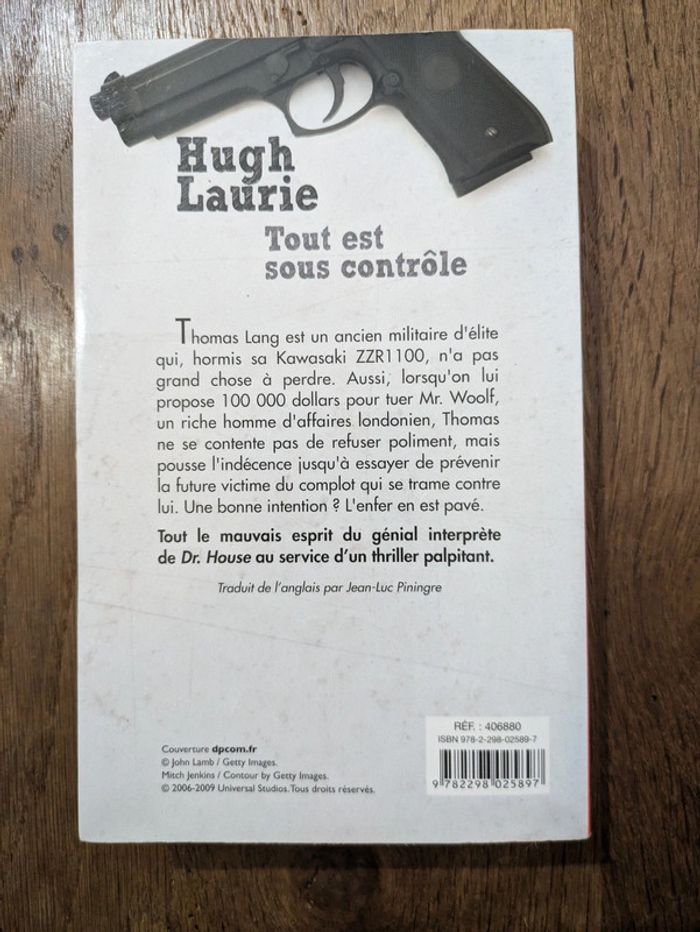 Hugh
Laurie
Tout est
sous contrôle
Thomas Lang est un ancien militaire d'élite
qui, hormis sa Kawasaki ZZR1100, n'a pas
grand chose à perdre. Aussi, lorsqu'on lui
propose 100 000 dollars pour tuer Mr. Woolf,
un riche homme d'affaires londonien, Thomas
ne se contente pas de refuser poliment, mais
pousse l'indécence jusqu'à essayer de prévenir
la future victime du complot qui se trame contre
lui. Une bonne intention ? L'enfer en est pavé.
Tout le mauvais esprit du génial interprète
de Dr. House au service d'un thriller palpitant.
Traduit de l'anglais par Jean-Luc Piningre
RÉF. : 406880
ISBN 978-2-298-02589-7
9 782298 025897
Couverture dpcom.fr
© John Lamb / Getty Images.
Mitch Jenkins / Contour by Getty Images.
© 2006-2009 Universal Studios. Tous droits réservés.